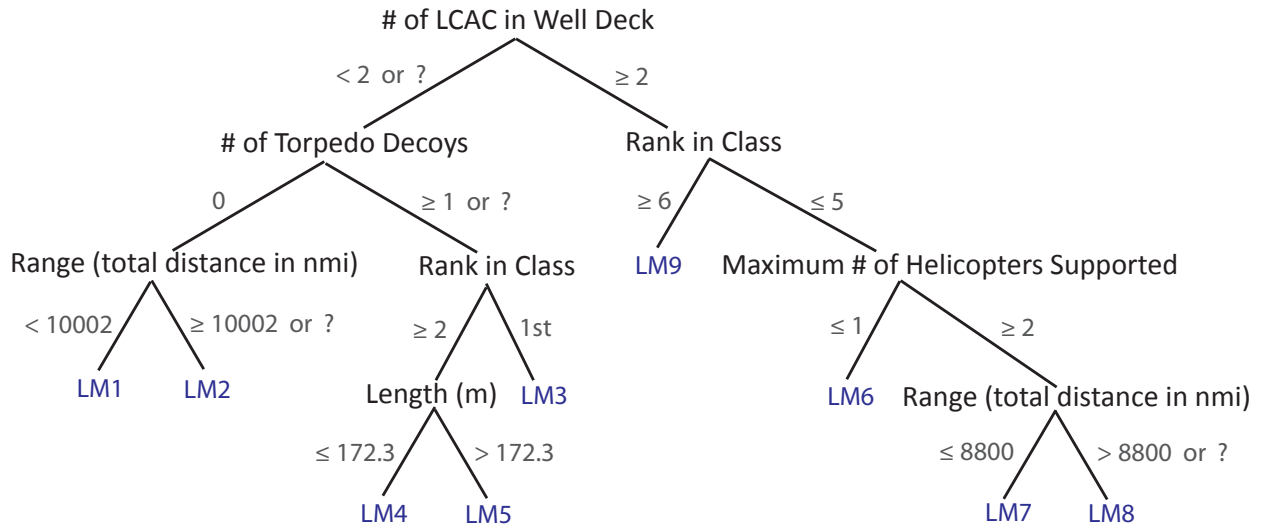 # of LCAC in Well Deck
< 2 or ?
≥ 2
# of Torpedo Decoys
Rank in Class
0
≥ 1 or ?
≥ 6
≤ 5
Range (total distance in nmi)
Rank in Class
LM9
Maximum # of Helicopters Supported
< 10002
≥ 10002 or ?
≥ 2
1st
≤ 1
≥ 2
LM1
LM2
Length (m)
LM3
LM6
Range (total distance in nmi)
≤ 172.3
> 172.3
≤ 8800
> 8800 or ?
LM4
LM5
LM7
LM8